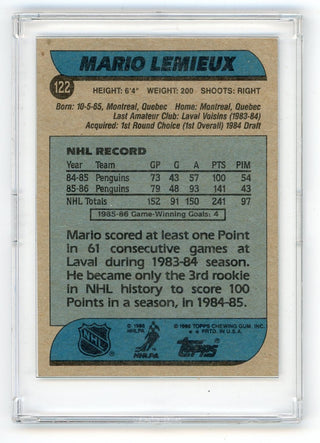 MARIO LEMIEUX
122
HEIGHT: 6'4" WEIGHT: 200 SHOOTS: RIGHT
Born: 10-5-65, Montreal, Quebec Home: Montreal, Quebec
Last Amateur Club: Laval Voisins (1983-84)
Acquired: 1st Round Choice (1st Overall) 1984 Draft
NHL RECORD
Year Team GP G A PTS PIM
84-85 Penguins 73 43 57 100 54
85-86 Penguins 79 48 93 141 43
NHL Totals 152 91 150 241 97
1985-86 Game-Winning Goals: 4
Mario scored at least one Point
in 61 consecutive games at
Laval during 1983-84 season.
He became only the 3rd rookie
in NHL history to score 100
Points in a season, in 1984-85.
NHL
© 1986
NHLPA
NHLPA
© 1986 TOPPS CHEWING GUM, INC.
** PRTD. IN U.S.A.
TOPPS